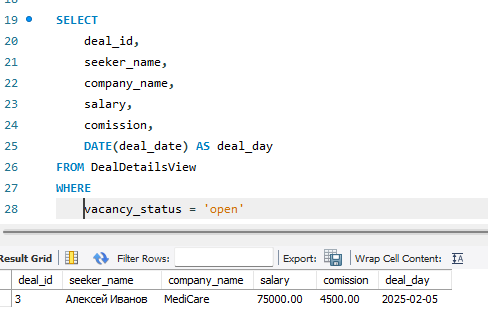 19 SELECT
20 deal_id,
21 seeker_name,
22 company_name,
23 salary,
24 comission,
25 DATE(deal_date) AS deal_day
26 FROM DealDetailsView
27 WHERE
28 vacancy_status = 'open'
Result Grid Filter Rows: Export: Wrap Cell Content:
deal_id seeker_name company_name salary comission deal_day
3 Алексей Иванов MediCare 75000.00 4500.00 2025-02-05